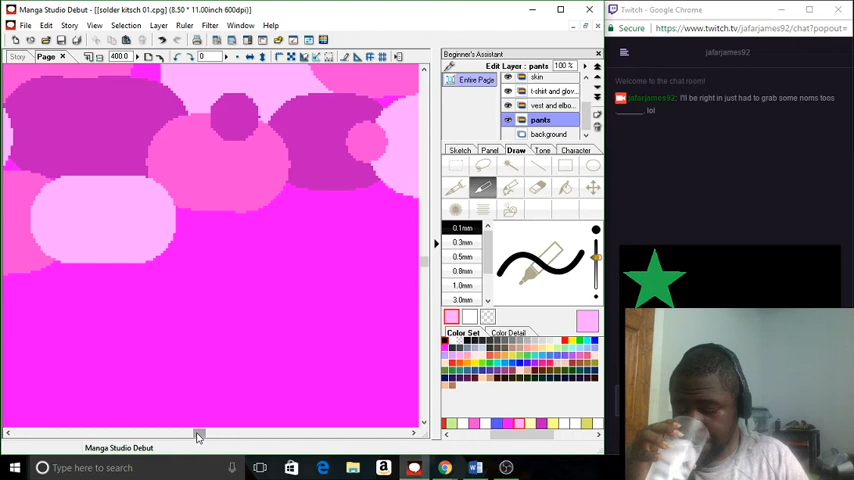 Manga Studio Debut - [[solder kitsch 01.cpg] (8.50 * 11.00inch 600dpi)]
Twitch - Google Chrome
File Edit Story View Selection Layer Ruler Filter Window Help
Secure https://www.twitch.tv/jafarjames92/chat?popout=
jafarjames92
Story Page 400.0 0
Beginner's Assistant
Edit Layer : pants 100 %
Entire Page
skin
t-shirt and glov...
vest and elbo...
pants
background
Welcome to the chat room!
jafarjames92: I'll be right in just had to grab some noms toos
lol
Sketch Panel Draw Tone Character
0.1mm
0.3mm
0.5mm
0.8mm
1.0mm
3.0mm
Color Set Color Detail
Manga Studio Debut
Type here to search